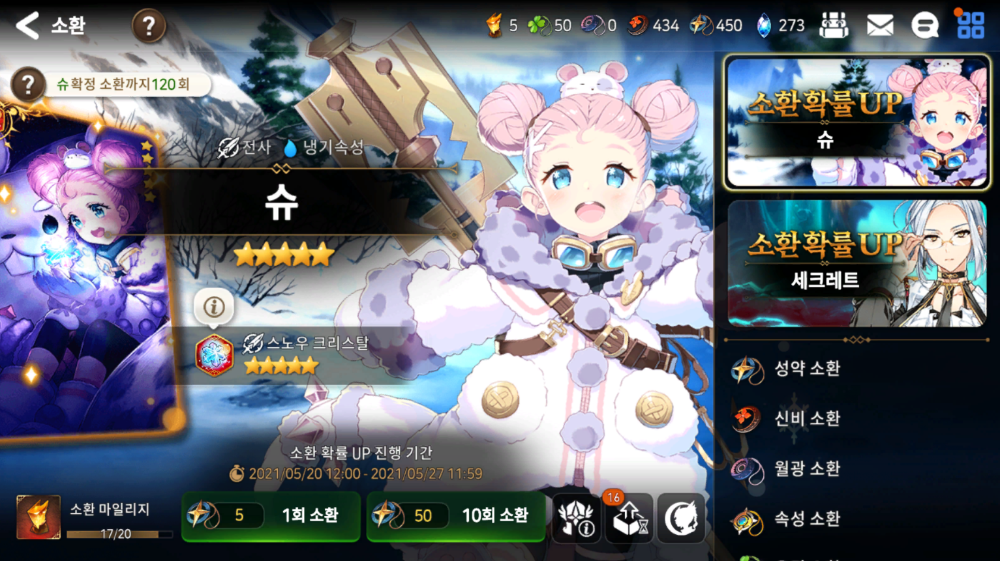 소환
?
5
50
0
434
450
273
?
슈확정 소환까지120회
전사 냉기속성
슈
스노우 크리스탈
소환 확률 UP 진행 기간
2021/05/20 12:00 - 2021/05/27 11:59
소환 마일리지
17/20
5 1회 소환
50 10회 소환
16
소환확률UP
슈
소환확률UP
세크레트
성약 소환
신비 소환
월광 소환
속성 소환